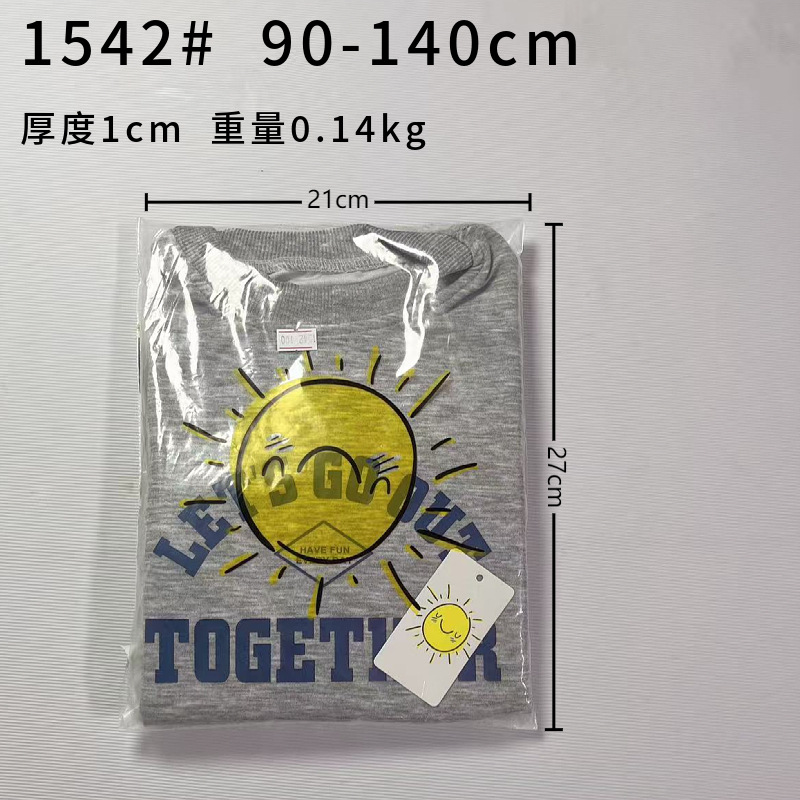 1542# 90-140cm
厚度1cm 重量0.14kg
21cm
27cm
LET'S GO OUT
HAVE FUN
TOGETHER